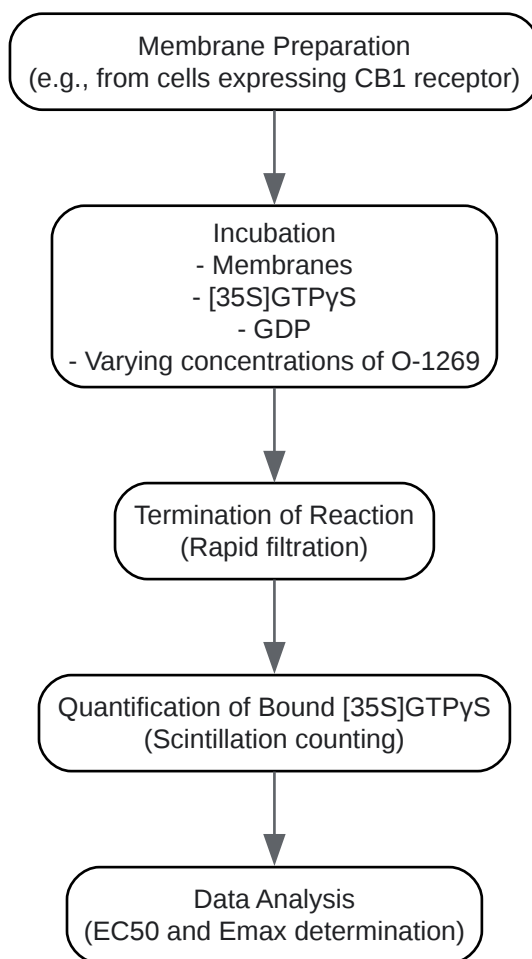 Membrane Preparation
(e.g., from cells expressing CB1 receptor)
Incubation
- Membranes
- [35S]GTPγS
- GDP
- Varying concentrations of O-1269
Termination of Reaction
(Rapid filtration)
Quantification of Bound [35S]GTPγS
(Scintillation counting)
Data Analysis
(EC50 and Emax determination)